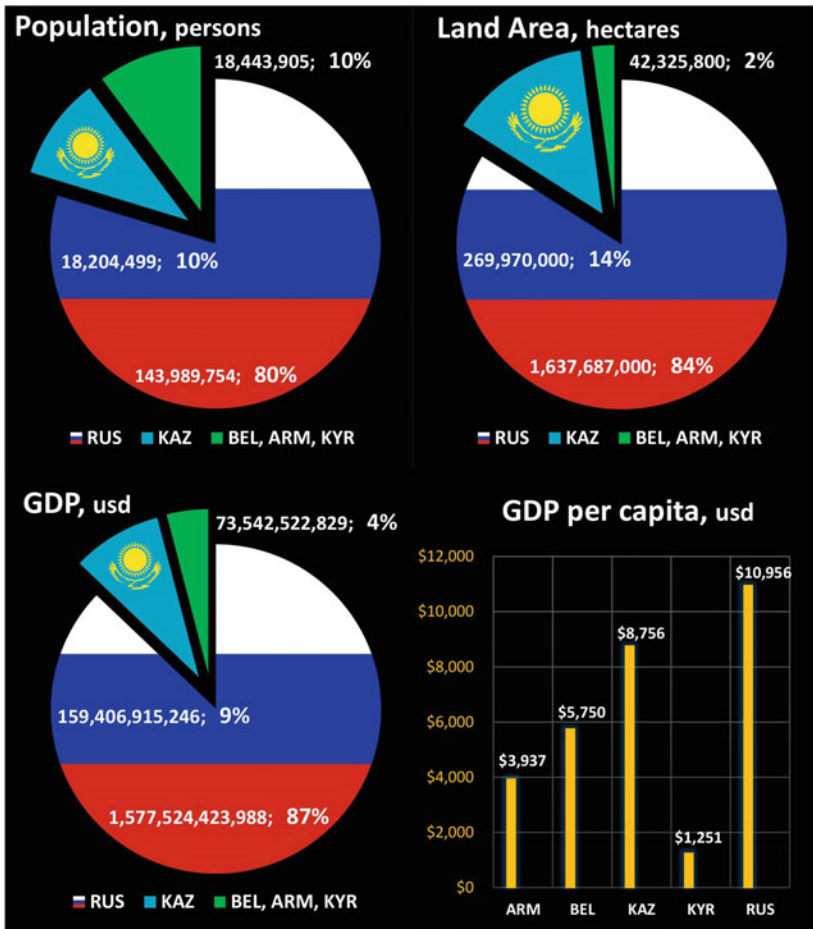 Population, persons
18,443,905; 10%
18,204,499; 10%
143,989,754; 80%
RUS KAZ BEL, ARM, KYR
Land Area, hectares
42,325,800; 2%
269,970,000; 14%
1,637,687,000; 84%
RUS KAZ BEL, ARM, KYR
GDP, usd
73,542,522,829; 4%
159,406,915,246; 9%
1,577,524,423,988; 87%
RUS KAZ BEL, ARM, KYR
GDP per capita, usd
$12,000
$10,000
$8,000
$6,000
$4,000
$2,000
$0
$3,937
$5,750
$8,756
$1,251
$10,956
ARM BEL KAZ KYR RUS